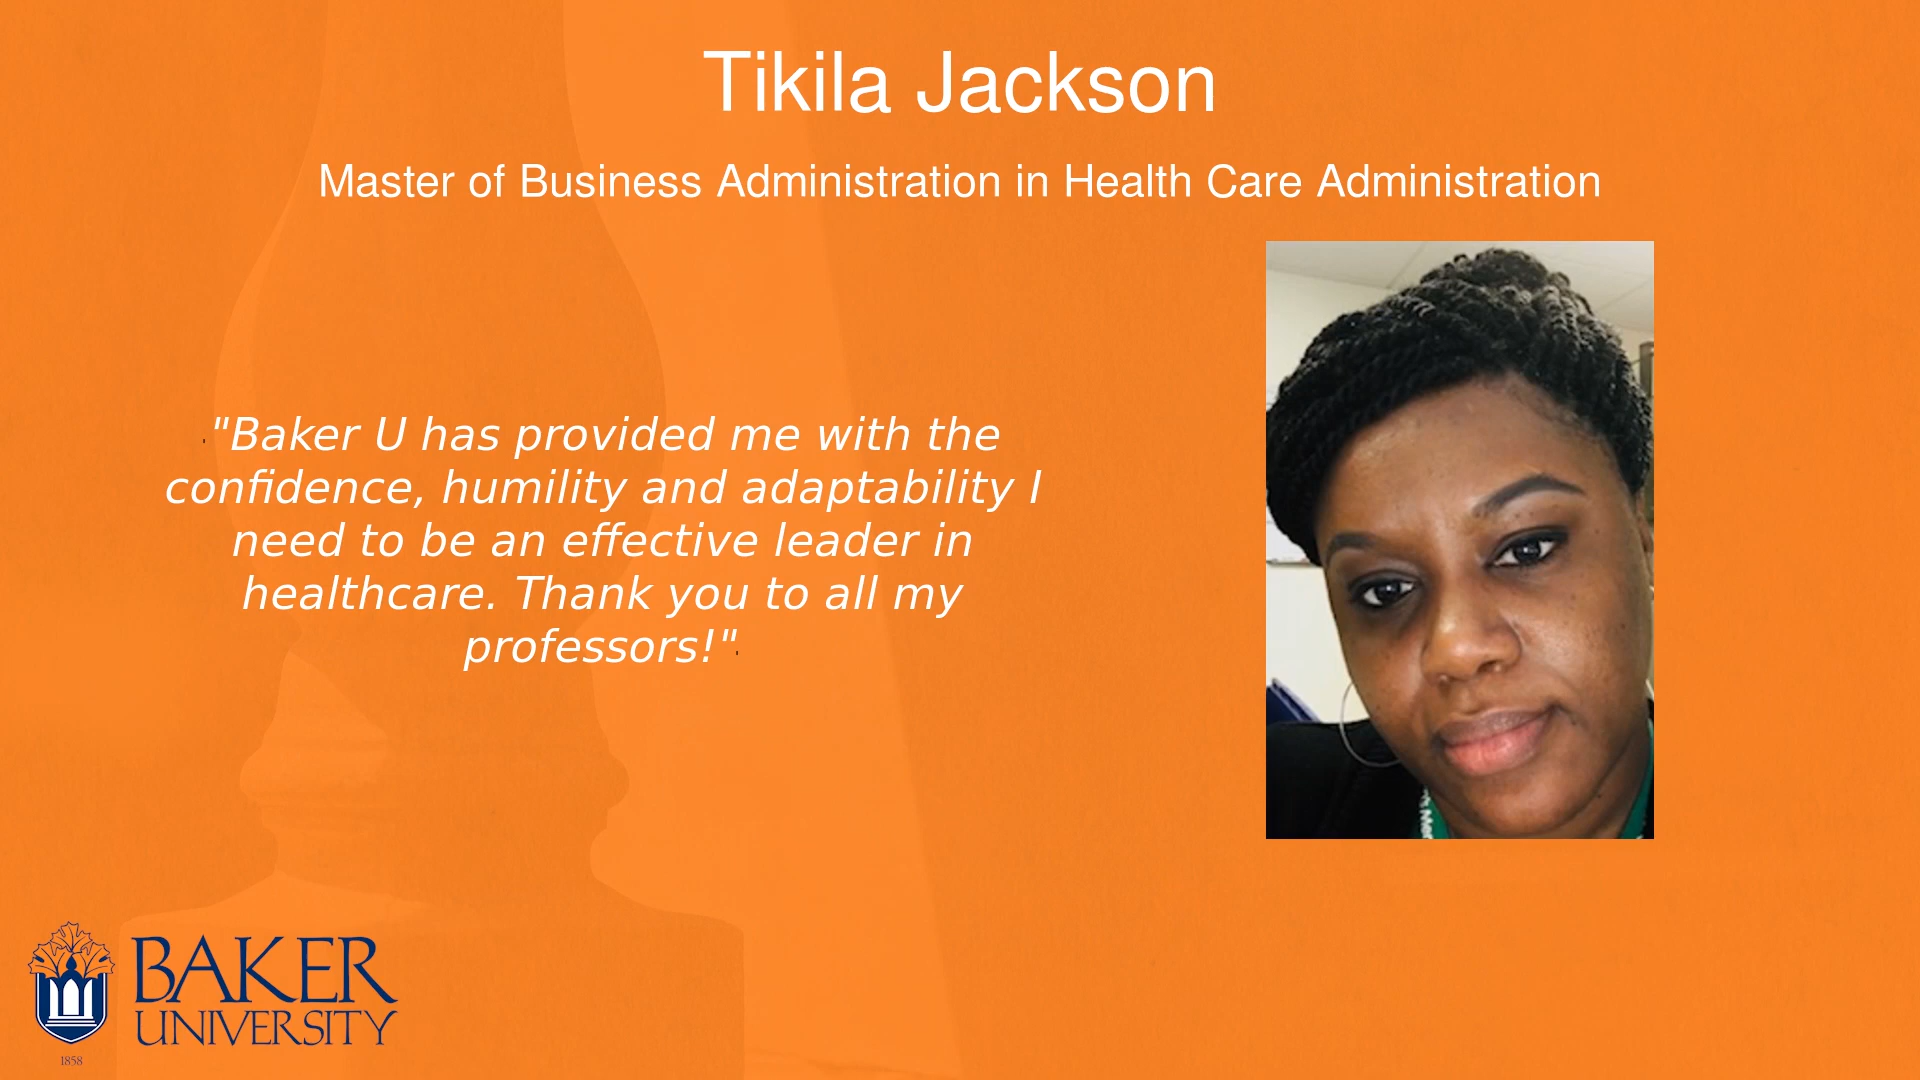 Tikila Jackson
Master of Business Administration in Health Care Administration
"Baker U has provided me with the
confidence, humility and adaptability I
need to be an effective leader in
healthcare. Thank you to all my
professors!"
BAKER
UNIVERSITY
1858